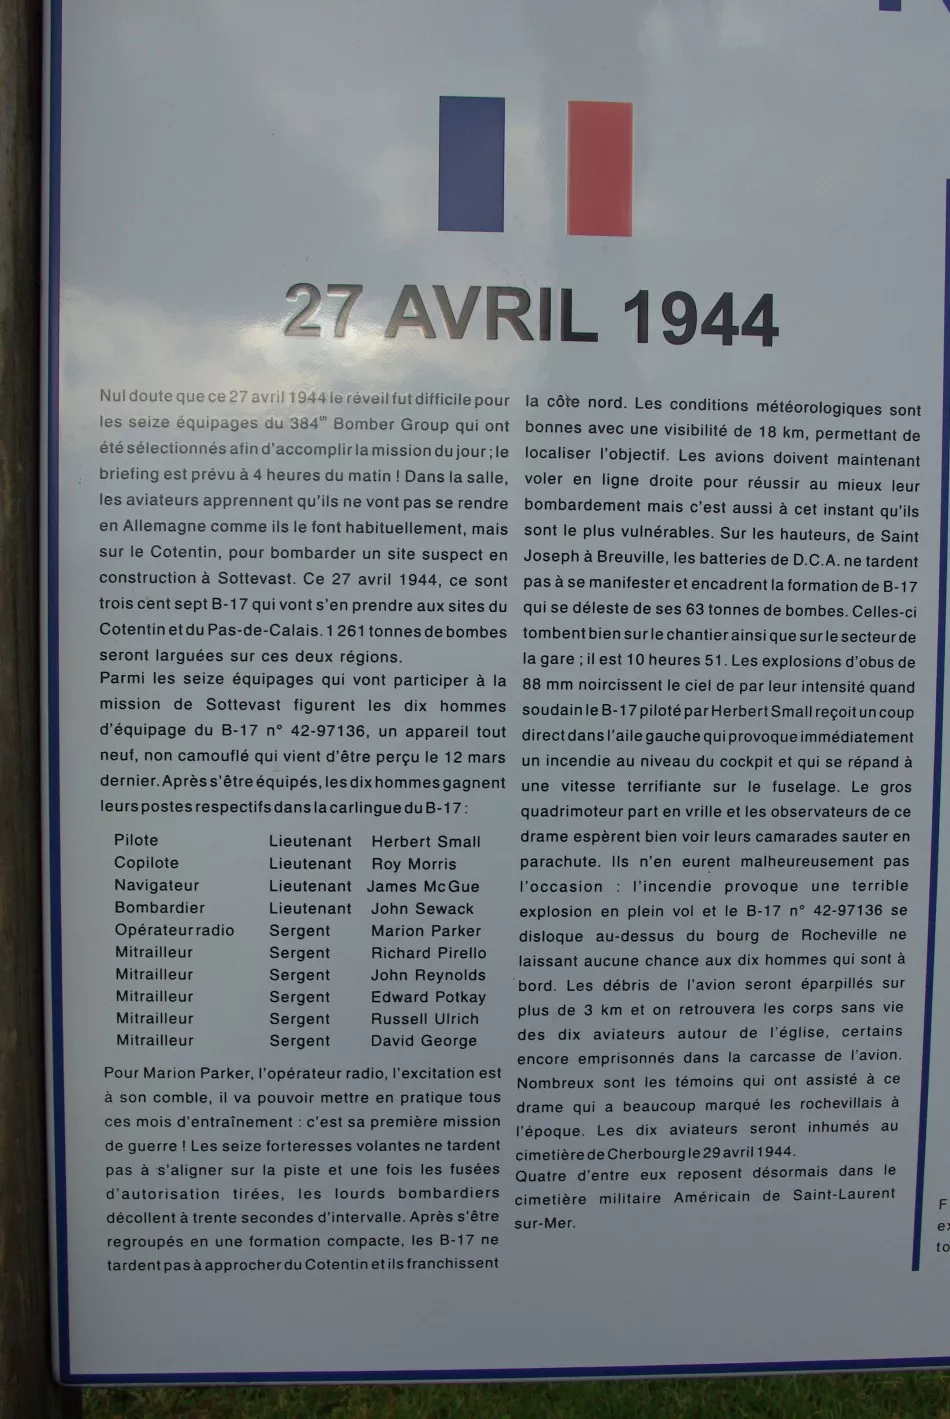 27 AVRIL 1944
Nul doute que ce 27 avril 1944 le réveil fut difficile pour
les seize équipages du 384th Bomber Group qui ont
été sélectionnés afin d'accomplir la mission du jour ; le
briefing est prévu à 4 heures du matin ! Dans la salle,
les aviateurs apprennent qu'ils ne vont pas se rendre
en Allemagne comme ils le font habituellement, mais
sur le Cotentin, pour bombarder un site suspect en
construction à Sottevast. Ce 27 avril 1944, ce sont
trois cent sept B-17 qui vont s'en prendre aux sites du
Cotentin et du Pas-de-Calais. 1 261 tonnes de bombes
seront larguées sur ces deux régions.
Parmi les seize équipages qui vont participer à la
mission de Sottevast figurent les dix hommes
d'équipage du B-17 n° 42-97136, un appareil tout
neuf, non camouflé qui vient d'être perçu le 12 mars
dernier. Après s'être équipés, les dix hommes gagnent
leurs postes respectifs dans la carlingue du B-17 :
Pilote Lieutenant Herbert Small
Copilote Lieutenant Roy Morris
Navigateur Lieutenant James McGue
Bombardier Lieutenant John Sewack
Opérateur radio Sergent Marion Parker
Mitrailleur Sergent Richard Pirello
Mitrailleur Sergent John Reynolds
Mitrailleur Sergent Edward Potkay
Mitrailleur Sergent Russell Ulrich
Mitrailleur Sergent David George
Pour Marion Parker, l'opérateur radio, l'excitation est
à son comble, il va pouvoir mettre en pratique tous
ces mois d'entraînement : c'est sa première mission
de guerre ! Les seize forteresses volantes ne tardent
pas à s'aligner sur la piste et une fois les fusées
d'autorisation tirées, les lourds bombardiers
décollent à trente secondes d'intervalle. Après s'être
regroupés en une formation compacte, les B-17 ne
tardent pas à approcher du Cotentin et ils franchissent
la côte nord. Les conditions météorologiques sont
bonnes avec une visibilité de 18 km, permettant de
localiser l'objectif. Les avions doivent maintenant
voler en ligne droite pour réussir au mieux leur
bombardement mais c'est aussi à cet instant qu'ils
sont le plus vulnérables. Sur les hauteurs, de Saint
Joseph à Breuville, les batteries de D.C.A. ne tardent
pas à se manifester et encadrent la formation de B-17
qui se déleste de ses 63 tonnes de bombes. Celles-ci
tombent bien sur le chantier ainsi que sur le secteur de
la gare ; il est 10 heures 51. Les explosions d'obus de
88 mm noircissent le ciel de par leur intensité quand
soudain le B-17 piloté par Herbert Small reçoit un coup
direct dans l'aile gauche qui provoque immédiatement
un incendie au niveau du cockpit et qui se répand à
une vitesse terrifiante sur le fuselage. Le gros
quadrimoteur part en vrille et les observateurs de ce
drame espèrent bien voir leurs camarades sauter en
parachute. Ils n'en eurent malheureusement pas
l'occasion : l'incendie provoque une terrible
explosion en plein vol et le B-17 n° 42-97136 se
disloque au-dessus du bourg de Rocheville ne
laissant aucune chance aux dix hommes qui sont à
bord. Les débris de l'avion seront éparpillés sur
plus de 3 km et on retrouvera les corps sans vie
des dix aviateurs autour de l'église, certains
encore emprisonnés dans la carcasse de l'avion.
Nombreux sont les témoins qui ont assisté à ce
drame qui a beaucoup marqué les rochevillais à
l'époque. Les dix aviateurs seront inhumés au
cimetière de Cherbourg le 29 avril 1944.
Quatre d'entre eux reposent désormais dans le
cimetière militaire Américain de Saint-Laurent
sur-Mer.